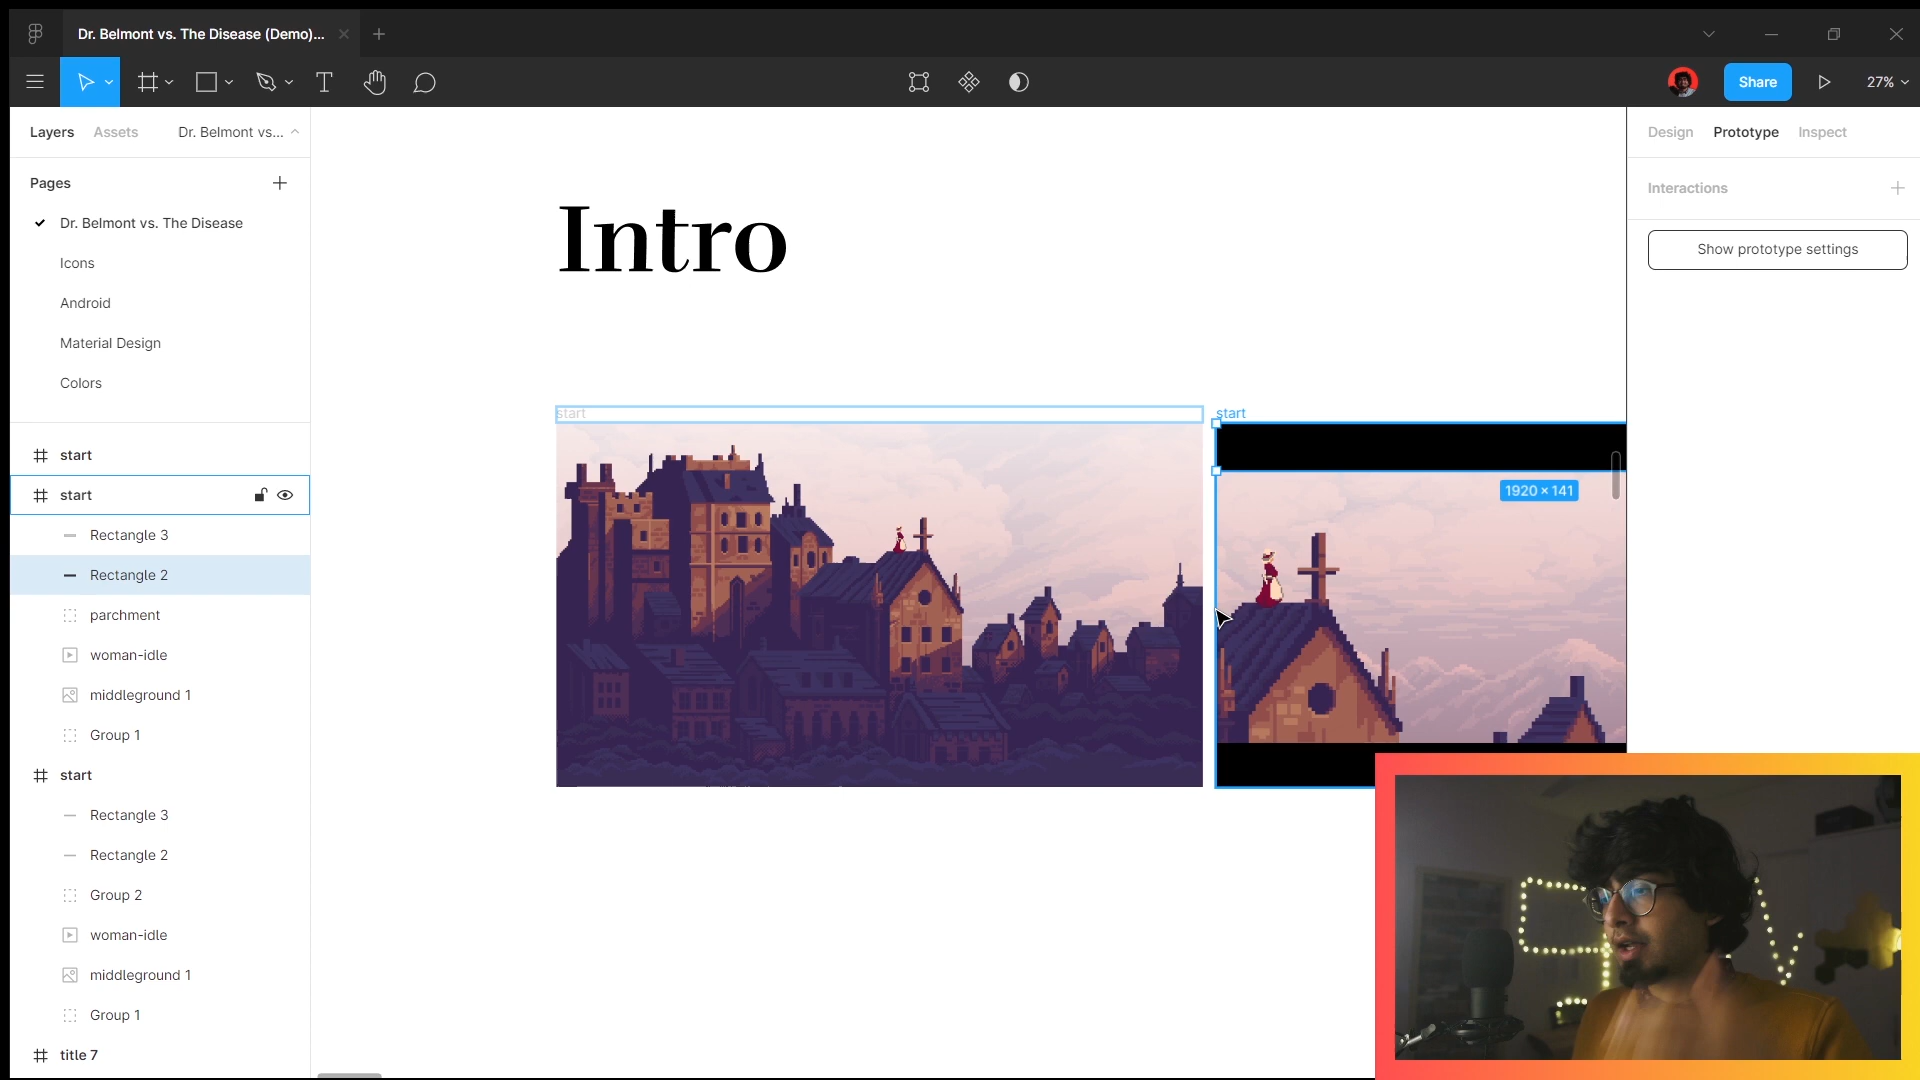 Dr. Belmont vs. The Disease (Demo)...
Share
27%
Layers
Assets
Dr. Belmont vs...
Pages
Dr. Belmont vs. The Disease
Icons
Android
Material Design
Colors
start
start
Rectangle 3
Rectangle 2
parchment
woman-idle
middleground 1
Group 1
start
Rectangle 3
Rectangle 2
Group 2
woman-idle
middleground 1
Group 1
title 7
Intro
start
start
1920 × 141
Design
Prototype
Inspect
Interactions
Show prototype settings